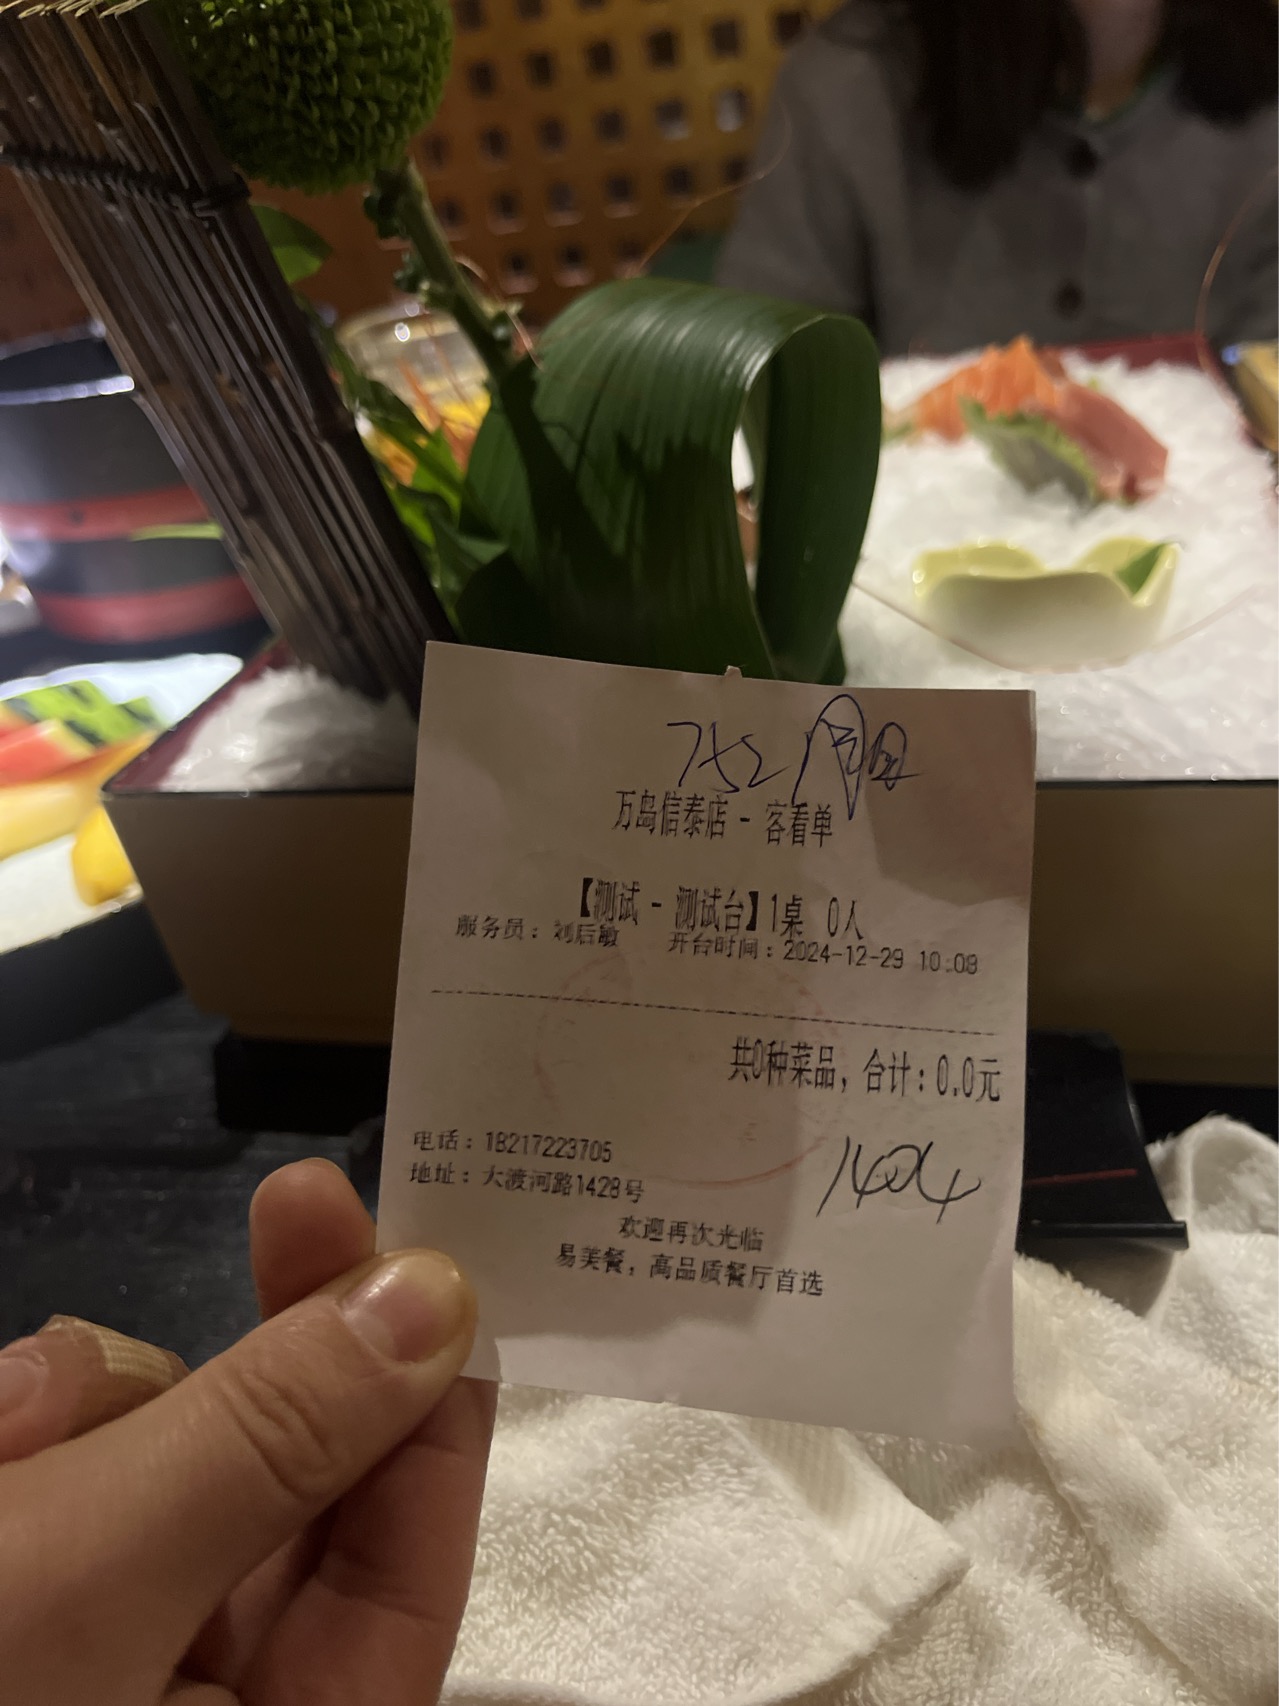 752
万岛信泰店 - 客看单
【测试 - 测试台】1桌 0人
服务员：刘后敏 开台时间：2024-12-29 10:08
共0种菜品，合计：0.0元
1404
电话：18217223705
地址：大渡河路1428号
欢迎再次光临
易美餐，高品质餐厅首选